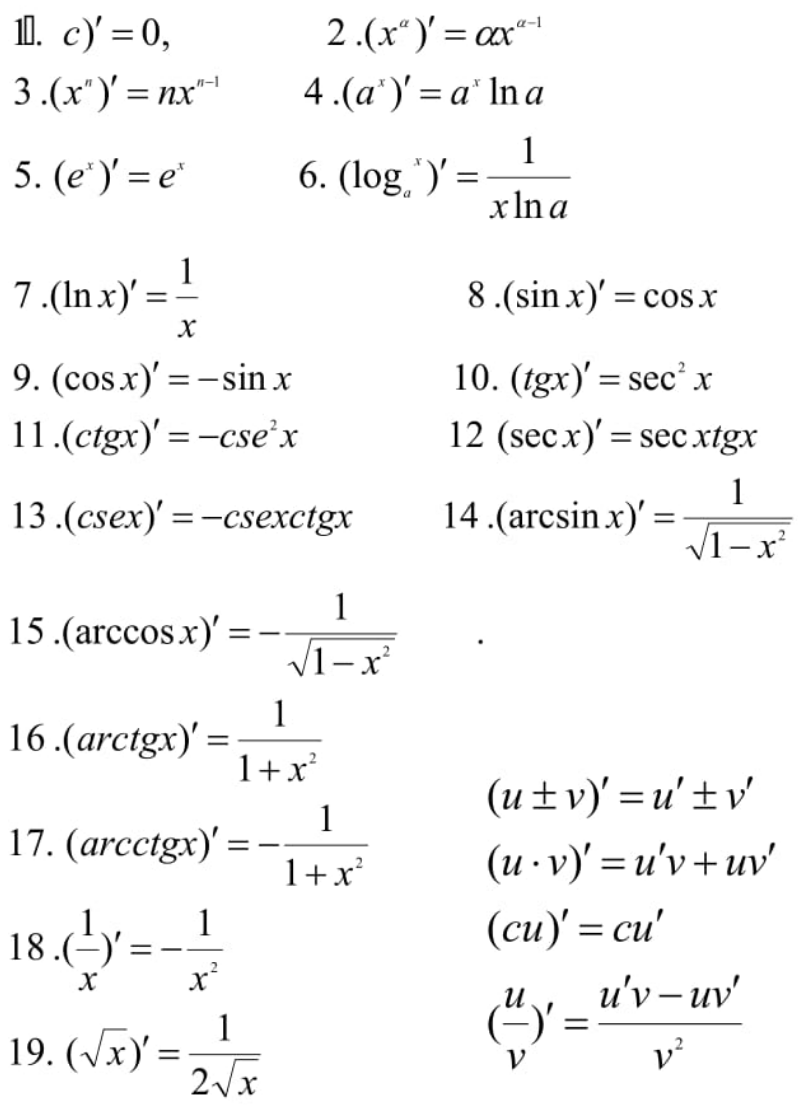 1. c)′ = 0, 2 .(x^α)′ = αx^(α−1)
3 .(x^n)′ = nx^(n−1) 4 .(a^x)′ = a^x ln a
5. (e^x)′ = e^x 6. (log_a^x)′ = 1/(x ln a)
7 .(ln x)′ = 1/x 8 .(sin x)′ = cos x
9. (cos x)′ = −sin x 10. (tgx)′ = sec² x
11 .(ctgx)′ = −cse²x 12 (sec x)′ = sec xtgx
13 .(csex)′ = −csexctgx 14 .(arcsin x)′ = 1/√(1−x²)
15 .(arccos x)′ = −1/√(1−x²) .
16 .(arctgx)′ = 1/(1+x²)
17. (arcctgx)′ = −1/(1+x²)
18 .(1/x)′ = −1/x²
19. (√x)′ = 1/(2√x)
(u ± v)′ = u′ ± v′
(u · v)′ = u′v + uv′
(cu)′ = cu′
(u/v)′ = (u′v − uv′)/v²